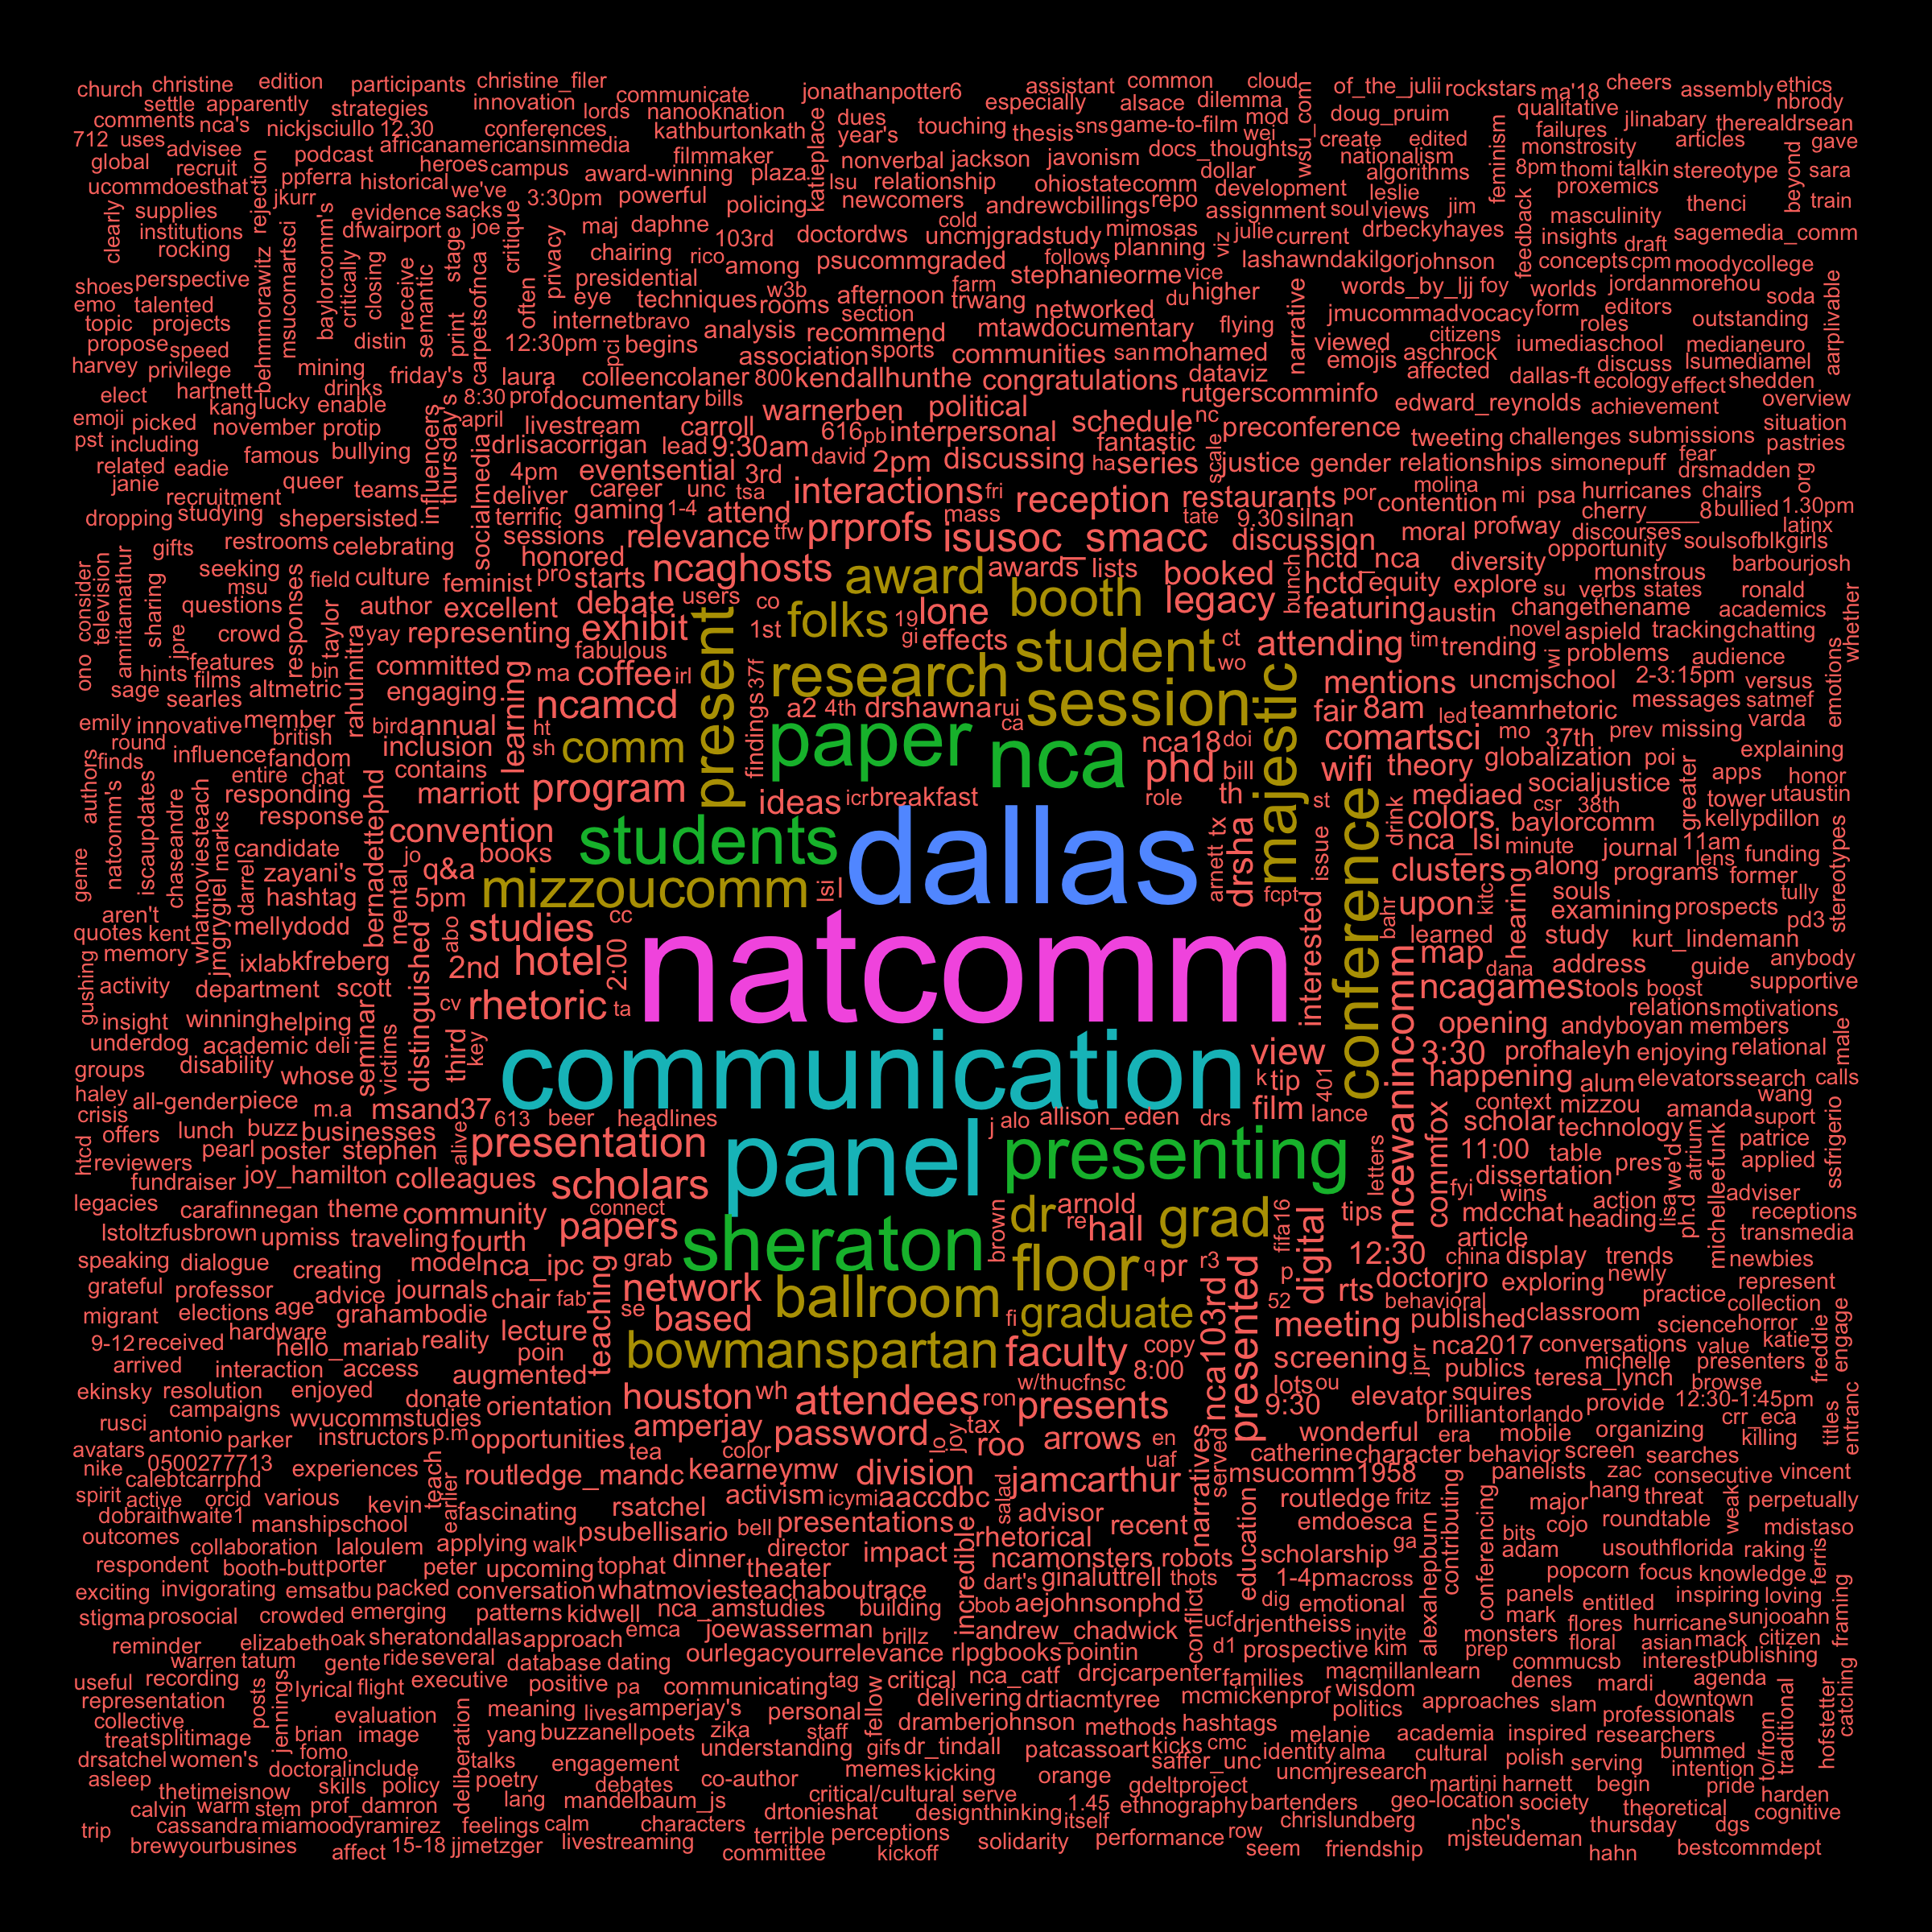 natcomm
dallas
communication
panel
nca
paper
presenting
students
sheraton
session
student
research
present
award
booth
folks
comm
mizzoucomm
majestic
conference
dr
grad
floor
ballroom
graduate
bowmanspartan
church christine edition participants christine_filer assistant common cloud of_the_julii rockstars ma'18 cheers assembly ethics
settle apparently strategies innovation lords communicate nanooknation jonathanpotter6 especially alsace dilemma qualitative nbrody
comments nca's nickjsciullo 12.30 conferences kathburtonkath dues year's touching thesis sns game-to-film mod doug_pruim failures jlinabary therealdrsean
712 uses advisee podcast africanamericansinmedia filmmaker katieplace nonverbal jackson javonism docs_thoughts wei wsu_com create edited monstrosity articles gave
global recruit ppferra historical heroes campus award-winning plaza lsu relationship ohiostatecomm dollar nationalism algorithms feminism 8pm thomi talkin stereotype sara
ucommdoesthat jkurr rejection we've 3:30pm powerful policing newcomers andrewcbillings repo development leslie proxemics beyond
clearly supplies evidence sacks critique maj daphne cold assignment soul views jim masculinity thenci train
institutions baylorcomm's dfwairport joe privacy 103rd doctordws uncmjgradstudy mimosas viz julie current drbeckyhayes feedback insights draft sagemedia_comm
rocking critically closing stage chairing rico among psucommgraded follows planning lashawndakilgor johnson concepts cpm moodycollege
shoes perspective receive semantic often presidential w3b afternoon farm stephanieorme vice words_by_ljj foy worlds jordanmorehou
emo talented msucomartsci print eye techniques rooms section trwang networked du higher narrative jmucommadvocacy form editors soda
topic projects behmmorawitz distin carpetsofnca internet bravo analysis recommend mtawdocumentary flying viewed citizens roles outstanding
propose speed mining 12:30pm pci begins association sports communities san mohamed emojis aschrock iumediaschool discuss medianeuro aarplivable
harvey privilege friday's laura colleencolaner 800 kendallhunthe congratulations dataviz affected dallas-ft ecology effect lsumediamel shedden
elect hartnett drinks thursday's 8:30 prof documentary bills warnerben political rutgerscomminfo edward_reynolds achievement overview
emoji picked kang lucky enable influencers april livestream carroll 616 pb interpersonal schedule nc preconference tweeting challenges submissions situation
pst including november protip socialmedia drlisacorrigan lead 9:30am david 2pm discussing fantastic scale justice gender relationships simonepuff fear pastries
related eadie famous bullying 4pm eventsential 3rd ha series contention molina drsmadden org
janie recruitment queer teams deliver career unc tsa interactions fri reception restaurants por mi psa hurricanes chairs
dropping studying shepersisted terrific gaming 1-4 attend mass tate 9.30 silnan moral profway cherry____8 bullied 1.30pm
gifts restrooms celebrating sessions relevance tfw prprofs isusoc_smacc discussion discourses soulsofblkgirls latinx
television consider seeking field culture honored pro starts ncaghosts awards lists booked bunch hctd_nca diversity opportunity monstrous barbourjosh
amritamathur sharing msu responses feminist debate users co legacy hctd equity explore su verbs states ronald whether
questions author excellent exhibit 1st 19 lone featuring austin changethename academics
jpre crowd taylor yay representing fabulous gi effects ct attending tim trending novel aspield tracking chatting
ono hints features bin rahulmitra committed ma coffee irl 37f wo wi problems audience emotions
sage films altmetric engaging learning ncamcd findings a2 4th drshawna rui mentions uncmjschool 2-3:15pm versus
searles member bird annual ht ca fair 8am led teamrhetoric messages satmef
emily innovative british inclusion sh nca18 doi comartsci mo 37th prev missing varda
round influence fandom contains program phd bill wifi theory globalization poi explaining
finds entire chat marriott ideas icr breakfast role th st mediaed socialjustice greater apps honor
authors natcomm's iscaupdates chaseandre responding response convention books tx drink colors csr 38th tower utaustin
genre whatmoviesteach marks candidate bernadettephd jo q&a arnett drsha issue nca_lsi baylorcomm minute journal 11am kellypdillon
darrell zayani's mental 5pm lsi_ fcpt clusters along programs lens funding former stereotypes
aren't jmgrygiel hashtag abo studies cc bahr upon kitc hearing souls examining prospects tully
quotes kent mellydodd distinguished 2nd hotel 2:00 interested learned study kurt_lindemann pd3
memory ixlab kfreberg map dana address guide anybody
gushing activity department scott cv rhetoric ta mcewanincomm ncagames tools boost supportive
insight winning helping seminar third key opening andyboyan members relations motivations
underdog academic deli victims view 3:30 profhaleyh enjoying relational male
groups disability whose k tip 401 happening alum elevators search calls
haley all-gender piece m.a msand37 613 beer headlines j alo allison_eden drs film lance context mizzou amanda wang
crisis offers lunch buzz businesses presentation commfox scholar technology suport
htcd reviewers pearl poster stephen alive letters 11:00 table pres we'd atrium patrice
fundraiser joy_hamilton colleagues scholars dissertation michelleefunk applied ssfrigerio
legacies carafinnegan theme community connect arnold tips fyi wins action lisa ph.d adviser
lstoltzfusbrown upmiss traveling fourth papers brown re hall fifa16 mdcchat heading receptions transmedia
speaking dialogue creating model nca_ipc grab q pr r3 digital 12:30 article china display trends newbies
grateful professor advice journals chair fab teaching network p rts doctorjro exploring newly represent
migrant elections age grahambodie se based fi 52 behavioral published classroom practice collection
9-12 received hardware hello_mariab reality lecture nca103rd meeting science horror engage
arrived interaction access poin faculty copy presented screening nca2017 conversations value katie freddie
ekinsky resolution enjoyed augmented w/thucfnsc 8:00 jprr publics michelle presenters
rusci campaigns donate orientation houston wh attendees ron presents lots ou elevator squires teresa_lynch browse 12:30-1:45pm
antonio wvucommstudies amperjay password joy tax 9:30 brilliant orlando provide crr_eca entranc
avatars parker instructors p.m opportunities tea color lo roo arrows en wonderful era mobile organizing killing titles
nike 0500277713 experiences teach routledge_mandc kearneymw division uaf served catherine character behavior screen searches
calebtcarrphd jamcarthur msucomm1958 panelists zac consecutive vincent
spirit active orcid various kevin earlier fascinating rsatchel activism icymi aaccdbc salad advisor narratives routledge fritz contributing major hang threat weak perpetually
dobraithwaite1 manshipschool psubellisario bell presentations rhetorical recent emdoesca bits cojo roundtable mdistaso
outcomes collaboration laloulem applying walk director impact incredible education ga conferencing adam usouthflorida raking
respondent booth-butt porter peter upcoming tophat dinner theater ncamonsters robots scholarship popcorn focus knowledge ferris
exciting invigorating emsatbu packed conversation whatmoviesteachaboutrace dart's ginaluttrell thots 1-4pm across alexahepburn panels entitled inspiring loving
stigma prosocial crowded emerging patterns kidwell nca_amstudies building bob aejohnsonphd conflict dig emotional mark flores hurricane sunjooahn framing
reminder elizabeth oak sheratondallas approach emca joewasserman brillz andrew_chadwick ucf drjentheiss invite monsters floral asian mack citizen
warren tatum gente ride several database dating ourlegacyourrelevance rlpgbooks pointin d1 prospective kim prep commucsb interest publishing
useful recording lyrical flight executive positive pa communicating tag critical nca_catf drcjcarpenter families macmillanlearn denes mardi agenda
representation posts jennings evaluation deliberation meaning lives amperjay's personal fellow delivering drtiacmtyree mcmickenprof wisdom politics approaches slam downtown catching
collective brian image yang buzzanell poets zika staff dramberjohnson methods hashtags melanie academia inspired professionals researchers traditional hofstetter
treat splitimage fomo talks understanding gifs dr_tindall patcassoart kicks cmc identity alma cultural polish serving bummed to/from
drsatchel women's doctoral include engagement memes kicking saffer_unc uncmjresearch intention
asleep thetimeisnow skills policy poetry debates co-author orange gdeltproject martini harnett begin pride harden
calvin warm stem prof_damron lang mandelbaum_js critical/cultural serve 1.45 ethnography bartenders geo-location society theoretical cognitive
trip cassandra miamoodyramirez feelings calm characters drtonieshat designthinking itself chrislundberg nbc's thursday dgs
brewyourbusines affect 15-18 jjmetzger livestreaming terrible perceptions solidarity performance row mjsteudeman bestcommdept
committee kickoff seem friendship hahn